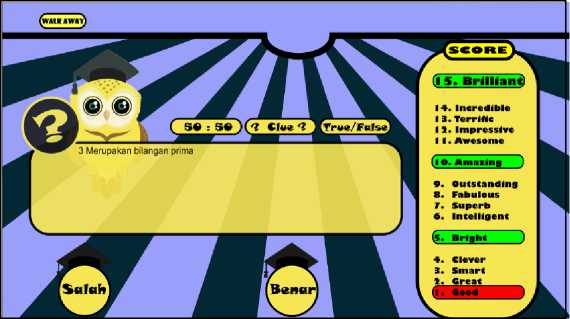 WALK AWAY
SCORE
15. Brilliant
14. Incredible
13. Terrific
12. Impressive
11. Awesome
10. Amazing
9. Outstanding
8. Fabulous
7. Superb
6. Intelligent
5. Bright
4. Clever
3. Smart
2. Great
1. Good
?
50 : 50
? Clue ?
True/False
3 Merupakan bilangan prima
Salah
Benar